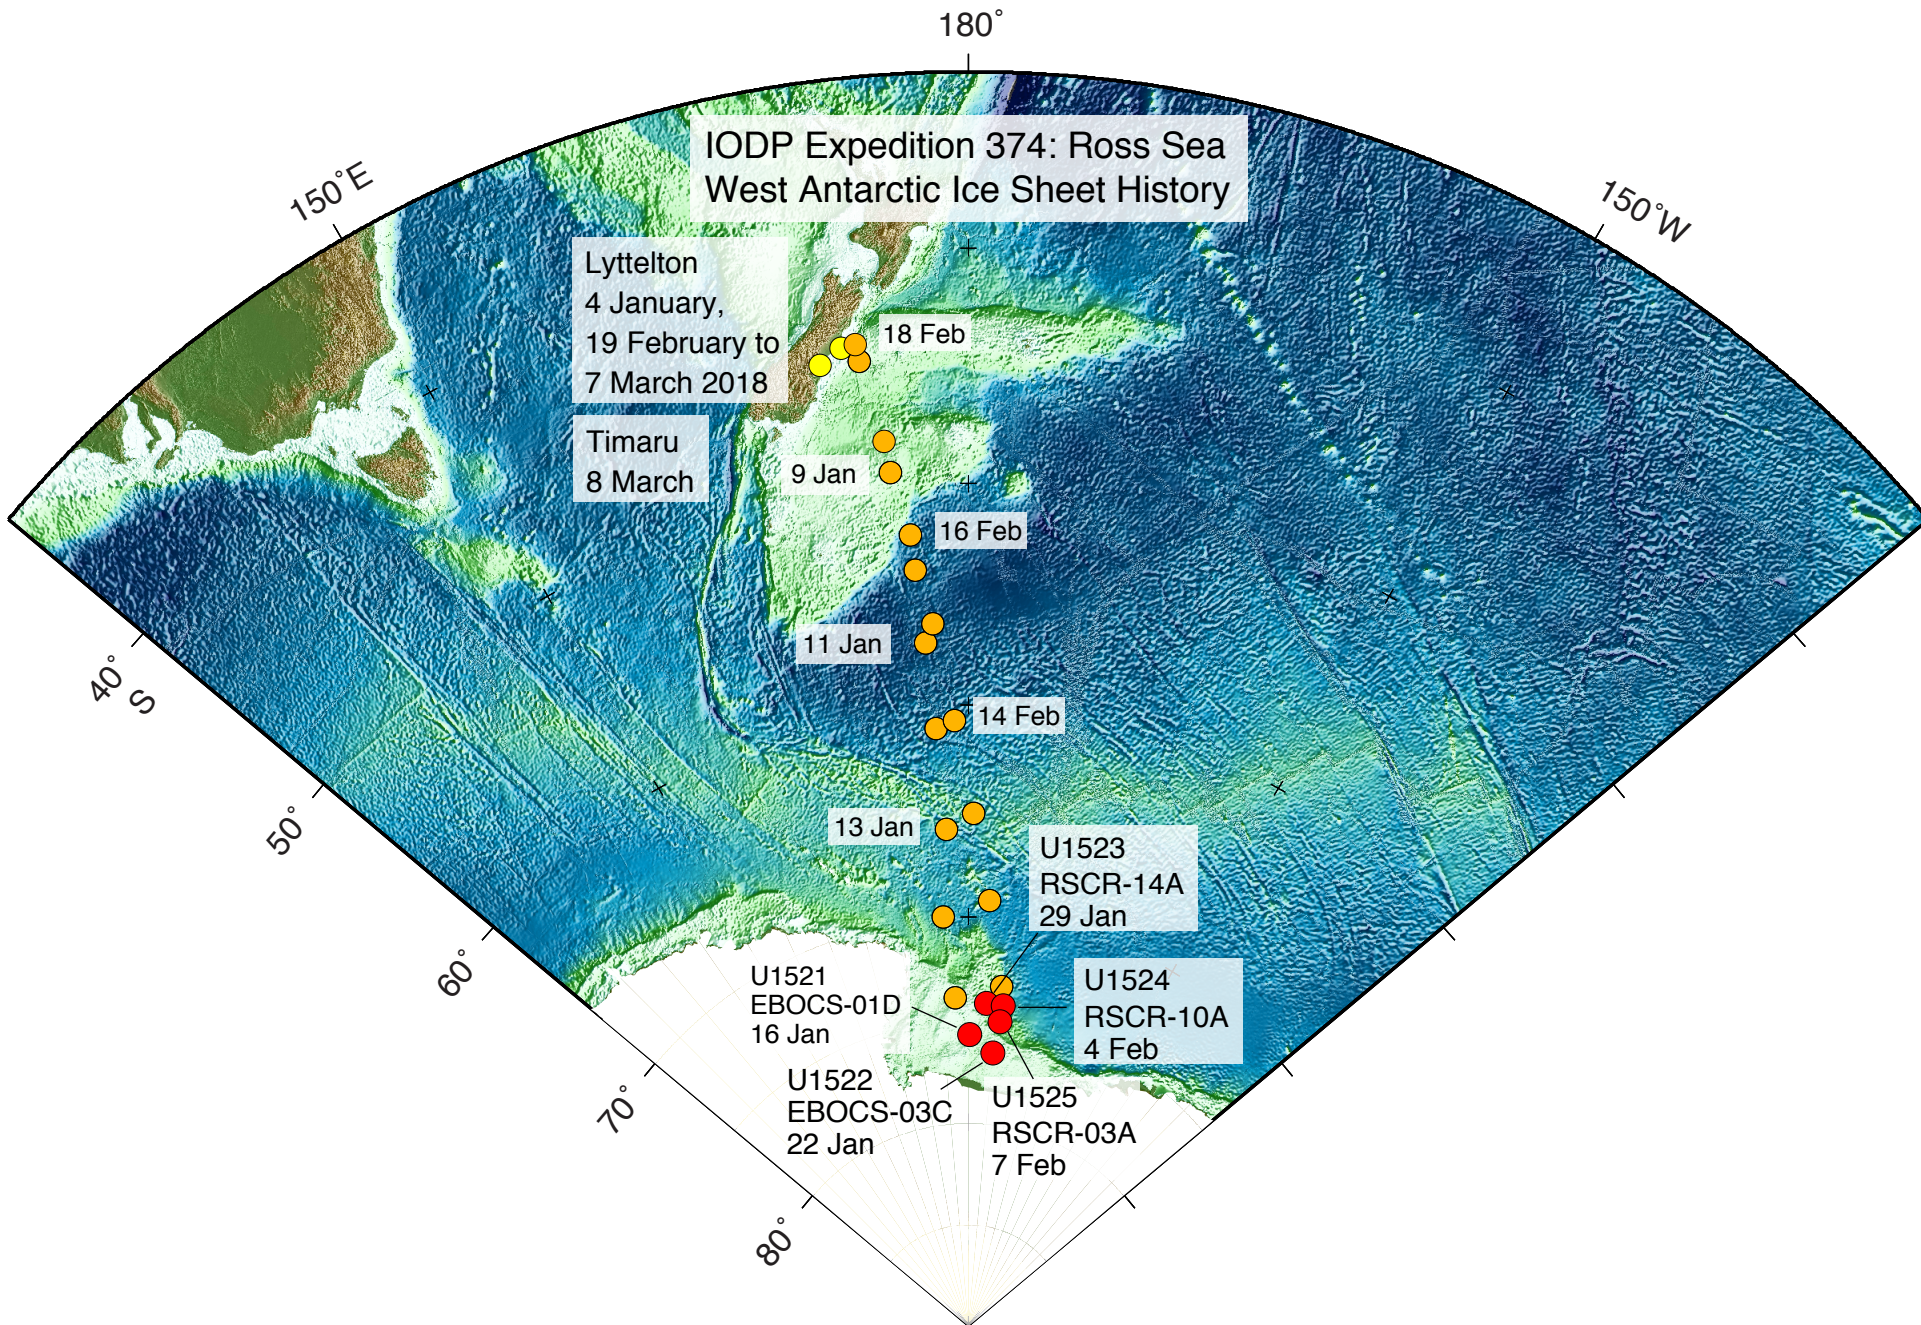 180°
150°E
150°W
IODP Expedition 374: Ross Sea
West Antarctic Ice Sheet History
Lyttelton
4 January,
19 February to
7 March 2018
Timaru
8 March
18 Feb
9 Jan
16 Feb
11 Jan
14 Feb
13 Jan
40°
S
50°
60°
70°
80°
U1523
RSCR-14A
29 Jan
U1521
EBOCS-01D
16 Jan
U1524
RSCR-10A
4 Feb
U1522
EBOCS-03C
22 Jan
U1525
RSCR-03A
7 Feb